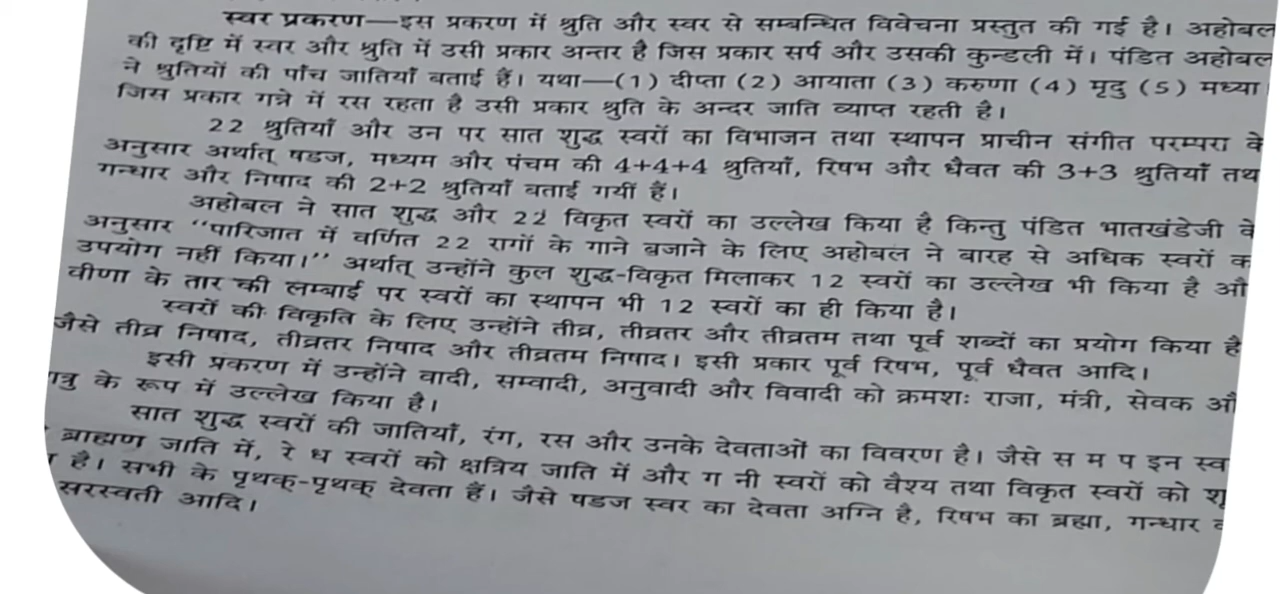 स्वर प्रकरण—इस प्रकरण में श्रुति और स्वर से सम्बन्धित विवेचना प्रस्तुत की गई है। अहोबल
की दृष्टि में स्वर और श्रुति में उसी प्रकार अन्तर है जिस प्रकार सर्प और उसकी कुन्डली में। पंडित अहोबल
ने श्रुतियों की पाँच जातियाँ बताई हैं। यथा—(1) दीप्ता (2) आयाता (3) करुणा (4) मृदु (5) मध्या
जिस प्रकार गन्ने में रस रहता है उसी प्रकार श्रुति के अन्दर जाति व्याप्त रहती है।
22 श्रुतियाँ और उन पर सात शुद्ध स्वरों का विभाजन तथा स्थापन प्राचीन संगीत परम्परा के
अनुसार अर्थात् षडज, मध्यम और पंचम की 4+4+4 श्रुतियाँ, रिषभ और धैवत की 3+3 श्रुतियाँ
गन्धार और निषाद की 2+2 श्रुतियाँ बताई गयीं हैं।
अहोबल ने सात शुद्ध और 22 विकृत स्वरों का उल्लेख किया है किन्तु पंडित भातखंडेजी
अनुसार ‘‘पारिजात में वर्णित 22 रागों के गाने बजाने के लिए अहोबल ने बारह से अधिक स्वरों
उपयोग नहीं किया।’’ अर्थात् उन्होंने कुल शुद्ध-विकृत मिलाकर 12 स्वरों का उल्लेख भी किया है
वीणा के तार की लम्बाई पर स्वरों का स्थापन भी 12 स्वरों का ही किया है।
स्वरों की विकृति के लिए उन्होंने तीव्र, तीव्रतर और तीव्रतम तथा पूर्व शब्दों का प्रयोग किया है
जैसे तीव्र निषाद, तीव्रतर निषाद और तीव्रतम निषाद। इसी प्रकार पूर्व रिषभ, पूर्व धैवत आदि।
इसी प्रकरण में उन्होंने वादी, सम्वादी, अनुवादी और विवादी को क्रमशः राजा, मंत्री, सेवक
के रूप में उल्लेख किया है।
सात शुद्ध स्वरों की जातियाँ, रंग, रस और उनके देवताओं का विवरण है। जैसे स म प इन
ब्राह्मण जाति में, रे ध स्वरों को क्षत्रिय जाति में और ग नी स्वरों को वैश्य तथा विकृत स्वरों को
है। सभी के पृथक्-पृथक् देवता हैं। जैसे षडज स्वर का देवता अग्नि है, रिषभ का ब्रह्मा, गन्धार
सरस्वती आदि।